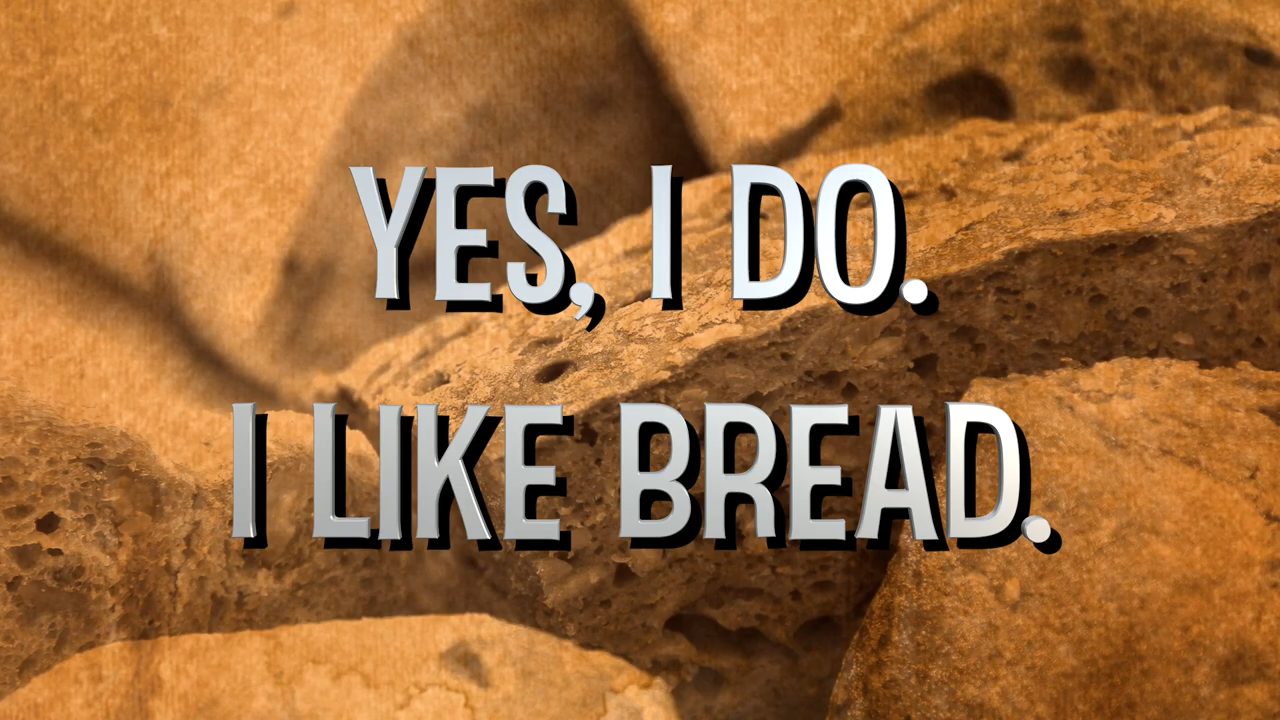 YES, I DO.
I LIKE BREAD.